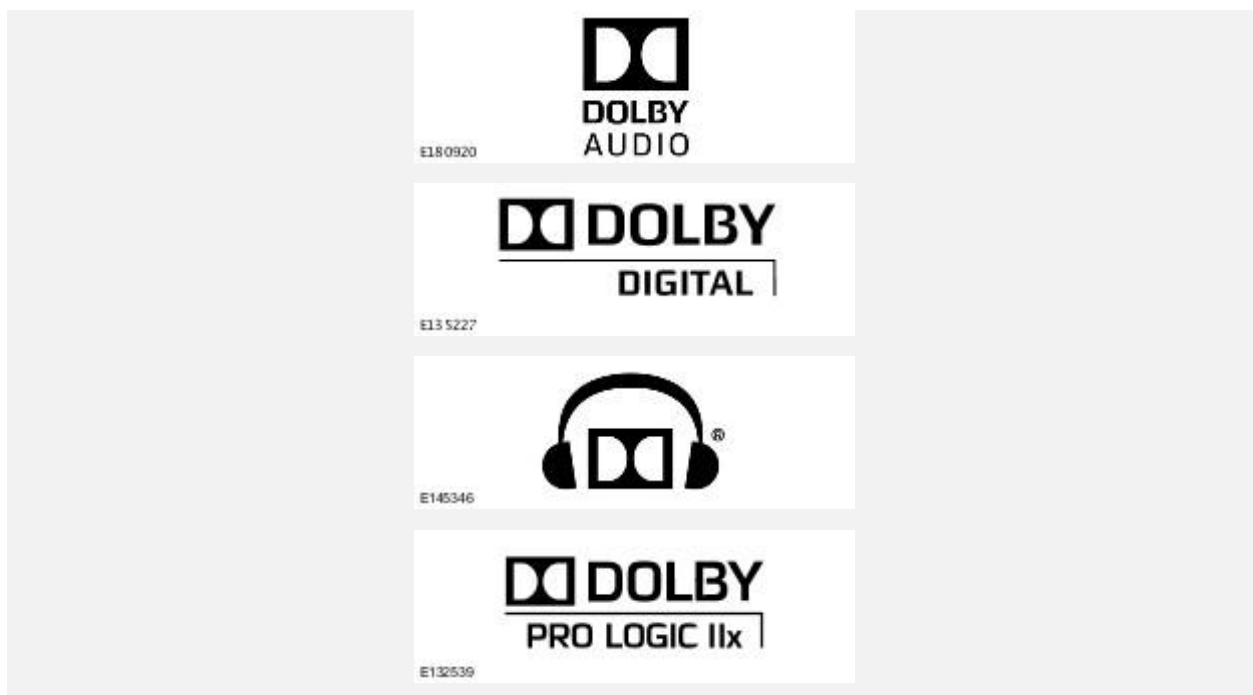 DOLBY
AUDIO
E180920
DOLBY
DIGITAL
E135227
®
E145346
DOLBY
PRO LOGIC IIx
E132539